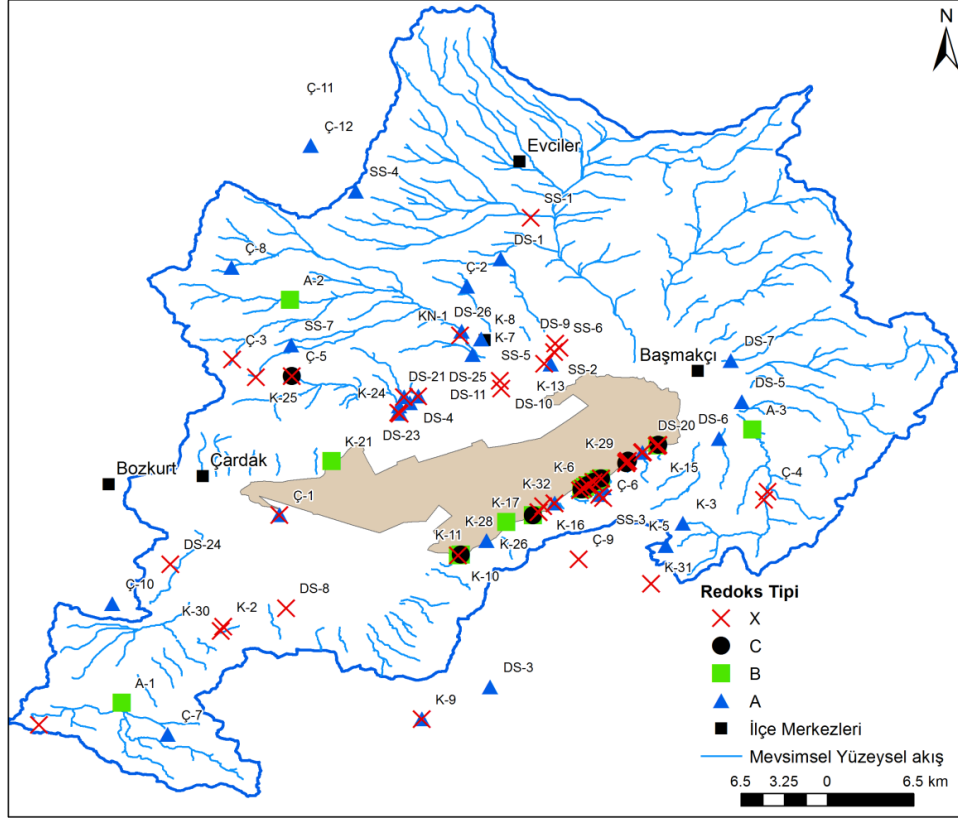 N
Ç-11
Ç-12
Evciler
SS-4
SS-1
DS-1
Ç-8
Ç-2
A-2
DS-26
K-8
KN-1
K-7
DS-9
SS-6
SS-7
Ç-3
Ç-5
SS-5
SS-2
Başmakçı
DS-7
K-25
K-24
DS-21
DS-25
K-13
DS-5
DS-11
DS-10
DS-4
A-3
DS-23
DS-6
DS-20
K-21
K-29
Bozkurt
Çardak
K-6
K-15
Ç-4
Ç-1
K-32
Ç-6
K-17
K-28
K-16
SS-3
K-5
K-3
K-11
K-26
Ç-9
DS-24
K-10
K-31
Ç-10
K-30
K-2
DS-8
DS-3
A-1
K-9
Ç-7
Redoks Tipi
X
C
B
A
İlçe Merkezleri
Mevsimsel Yüzeysel akış
6.5 3.25 0 6.5 km